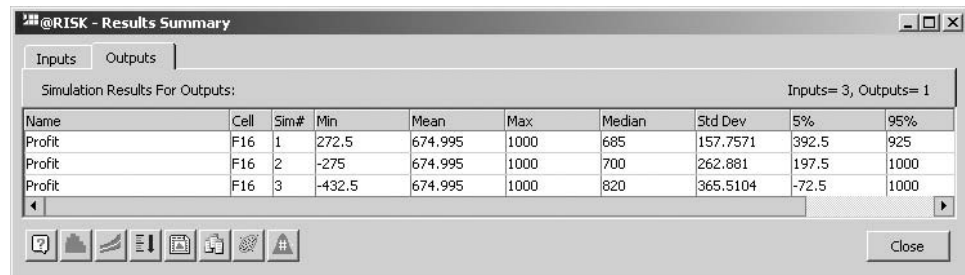 @RISK - Results Summary
Inputs Outputs
Simulation Results For Outputs: Inputs= 3, Outputs= 1
Name Cell Sim# Min Mean Max Median Std Dev 5% 95%
Profit F16 1 272.5 674.995 1000 685 157.7571 392.5 925
Profit F16 2 -275 674.995 1000 700 262.881 197.5 1000
Profit F16 3 -432.5 674.995 1000 820 365.5104 -72.5 1000
Close